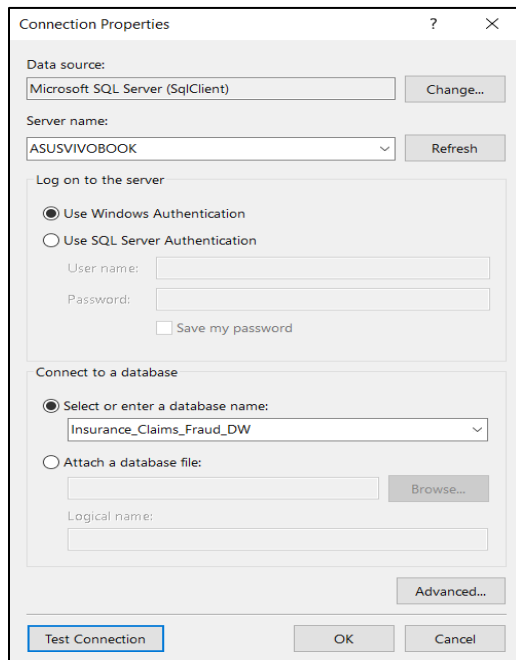 Connection Properties ? ×
Data source:
Microsoft SQL Server (SqlClient) Change...
Server name:
ASUSVIVOBOOK Refresh
Log on to the server
Use Windows Authentication
Use SQL Server Authentication
User name:
Password:
Save my password
Connect to a database
Select or enter a database name:
Insurance_Claims_Fraud_DW
Attach a database file:
Browse...
Logical name:
Advanced...
Test Connection OK Cancel